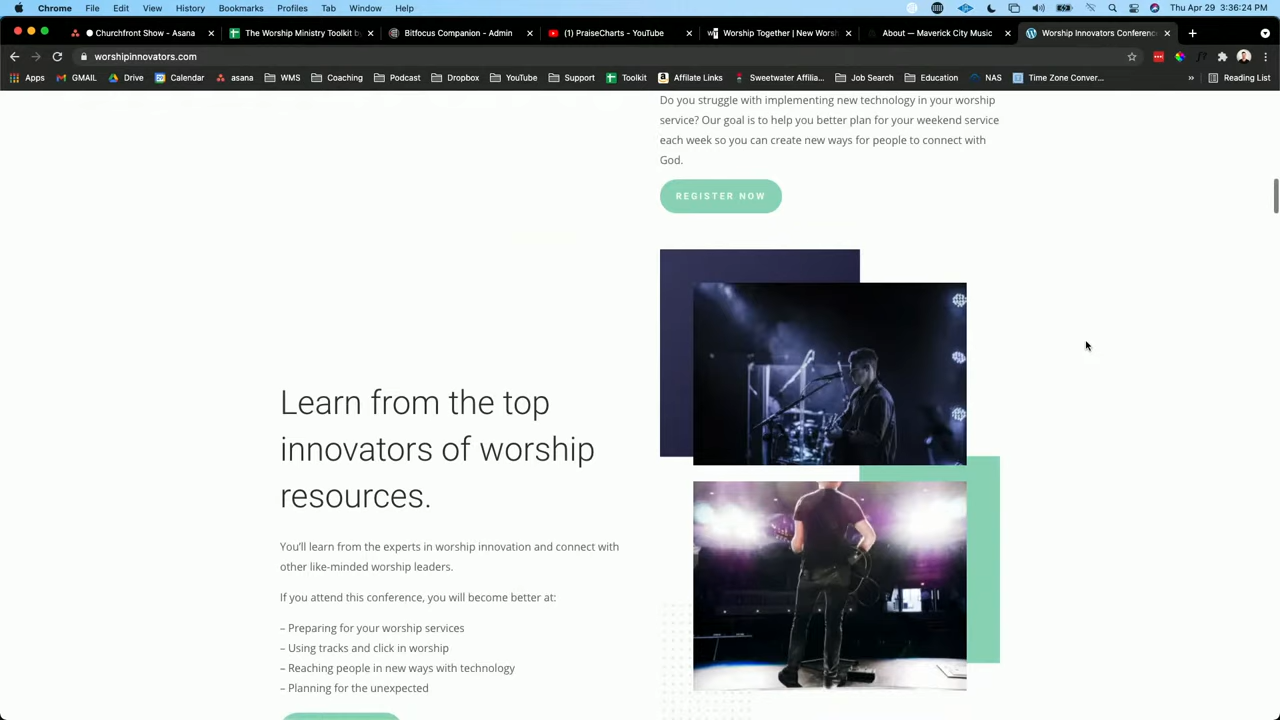 Chrome File Edit View History Bookmarks Profiles Tab Window Help
Thu Apr 29 3:36:24 PM
Churchfront Show - Asana
The Worship Ministry Toolkit by
Bitfocus Companion - Admin
(1) PraiseCharts - YouTube
Worship Together | New Worsh
About — Maverick City Music
Worship Innovators Conference
worshipinnovators.com
Apps GMAIL Drive Calendar asana WMS Coaching Podcast Dropbox YouTube Support Toolkit Affilate Links Sweetwater Affilia... Job Search Education NAS Time Zone Conver... » Reading List
Do you struggle with implementing new technology in your worship
service? Our goal is to help you better plan for your weekend service
each week so you can create new ways for people to connect with
God.
REGISTER NOW
Learn from the top
innovators of worship
resources.
You'll learn from the experts in worship innovation and connect with
other like-minded worship leaders.
If you attend this conference, you will become better at:
– Preparing for your worship services
– Using tracks and click in worship
– Reaching people in new ways with technology
– Planning for the unexpected